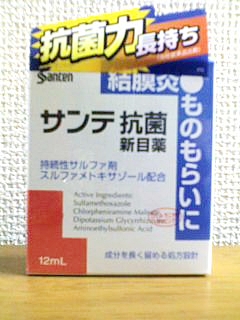 抗菌力長持ち
Santen
結膜炎
ものもらいに
サンテ抗菌
新目薬
持続性サルファ剤
スルファメトキサゾール配合
Active Ingredients:
Sulfamethoxazole
Chlorpheniramine Maleate
Dipotassium Glycyrrhizinate
Aminoethylsulfonic Acid
12mL
成分を長く留める処方設計